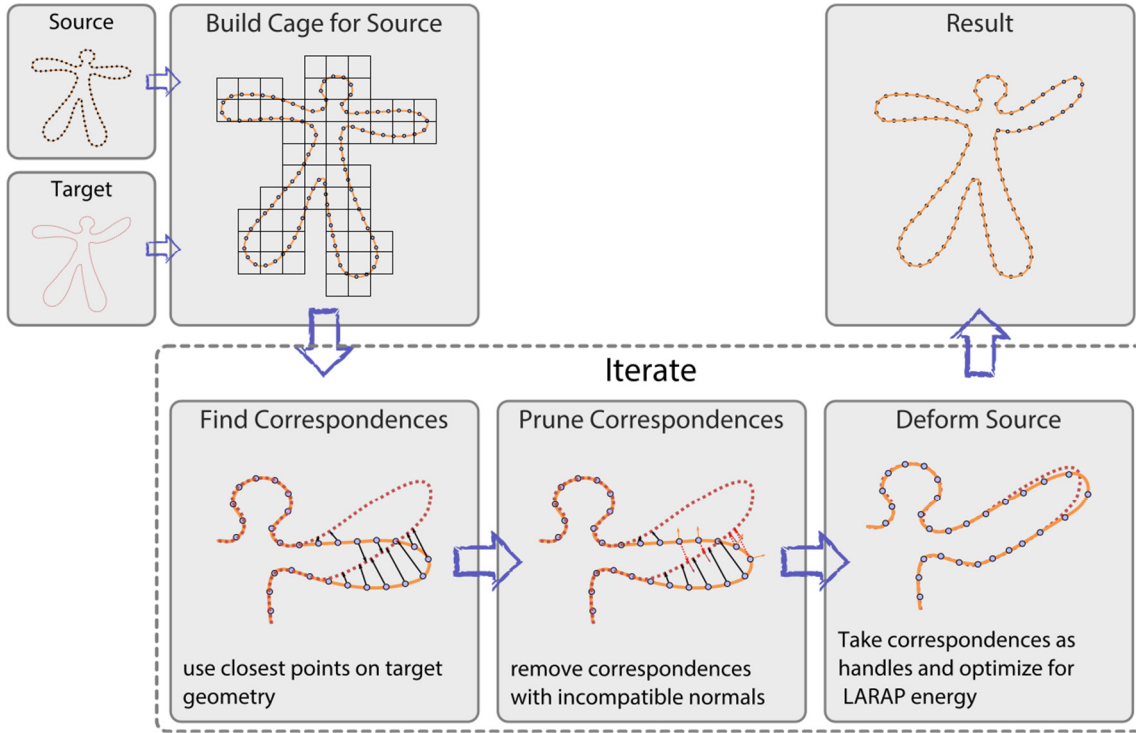 Source
Build Cage for Source
Result
Target
Iterate
Find Correspondences
Prune Correspondences
Deform Source
use closest points on target
geometry
remove correspondences
with incompatible normals
Take correspondences as
handles and optimize for
LARAP energy